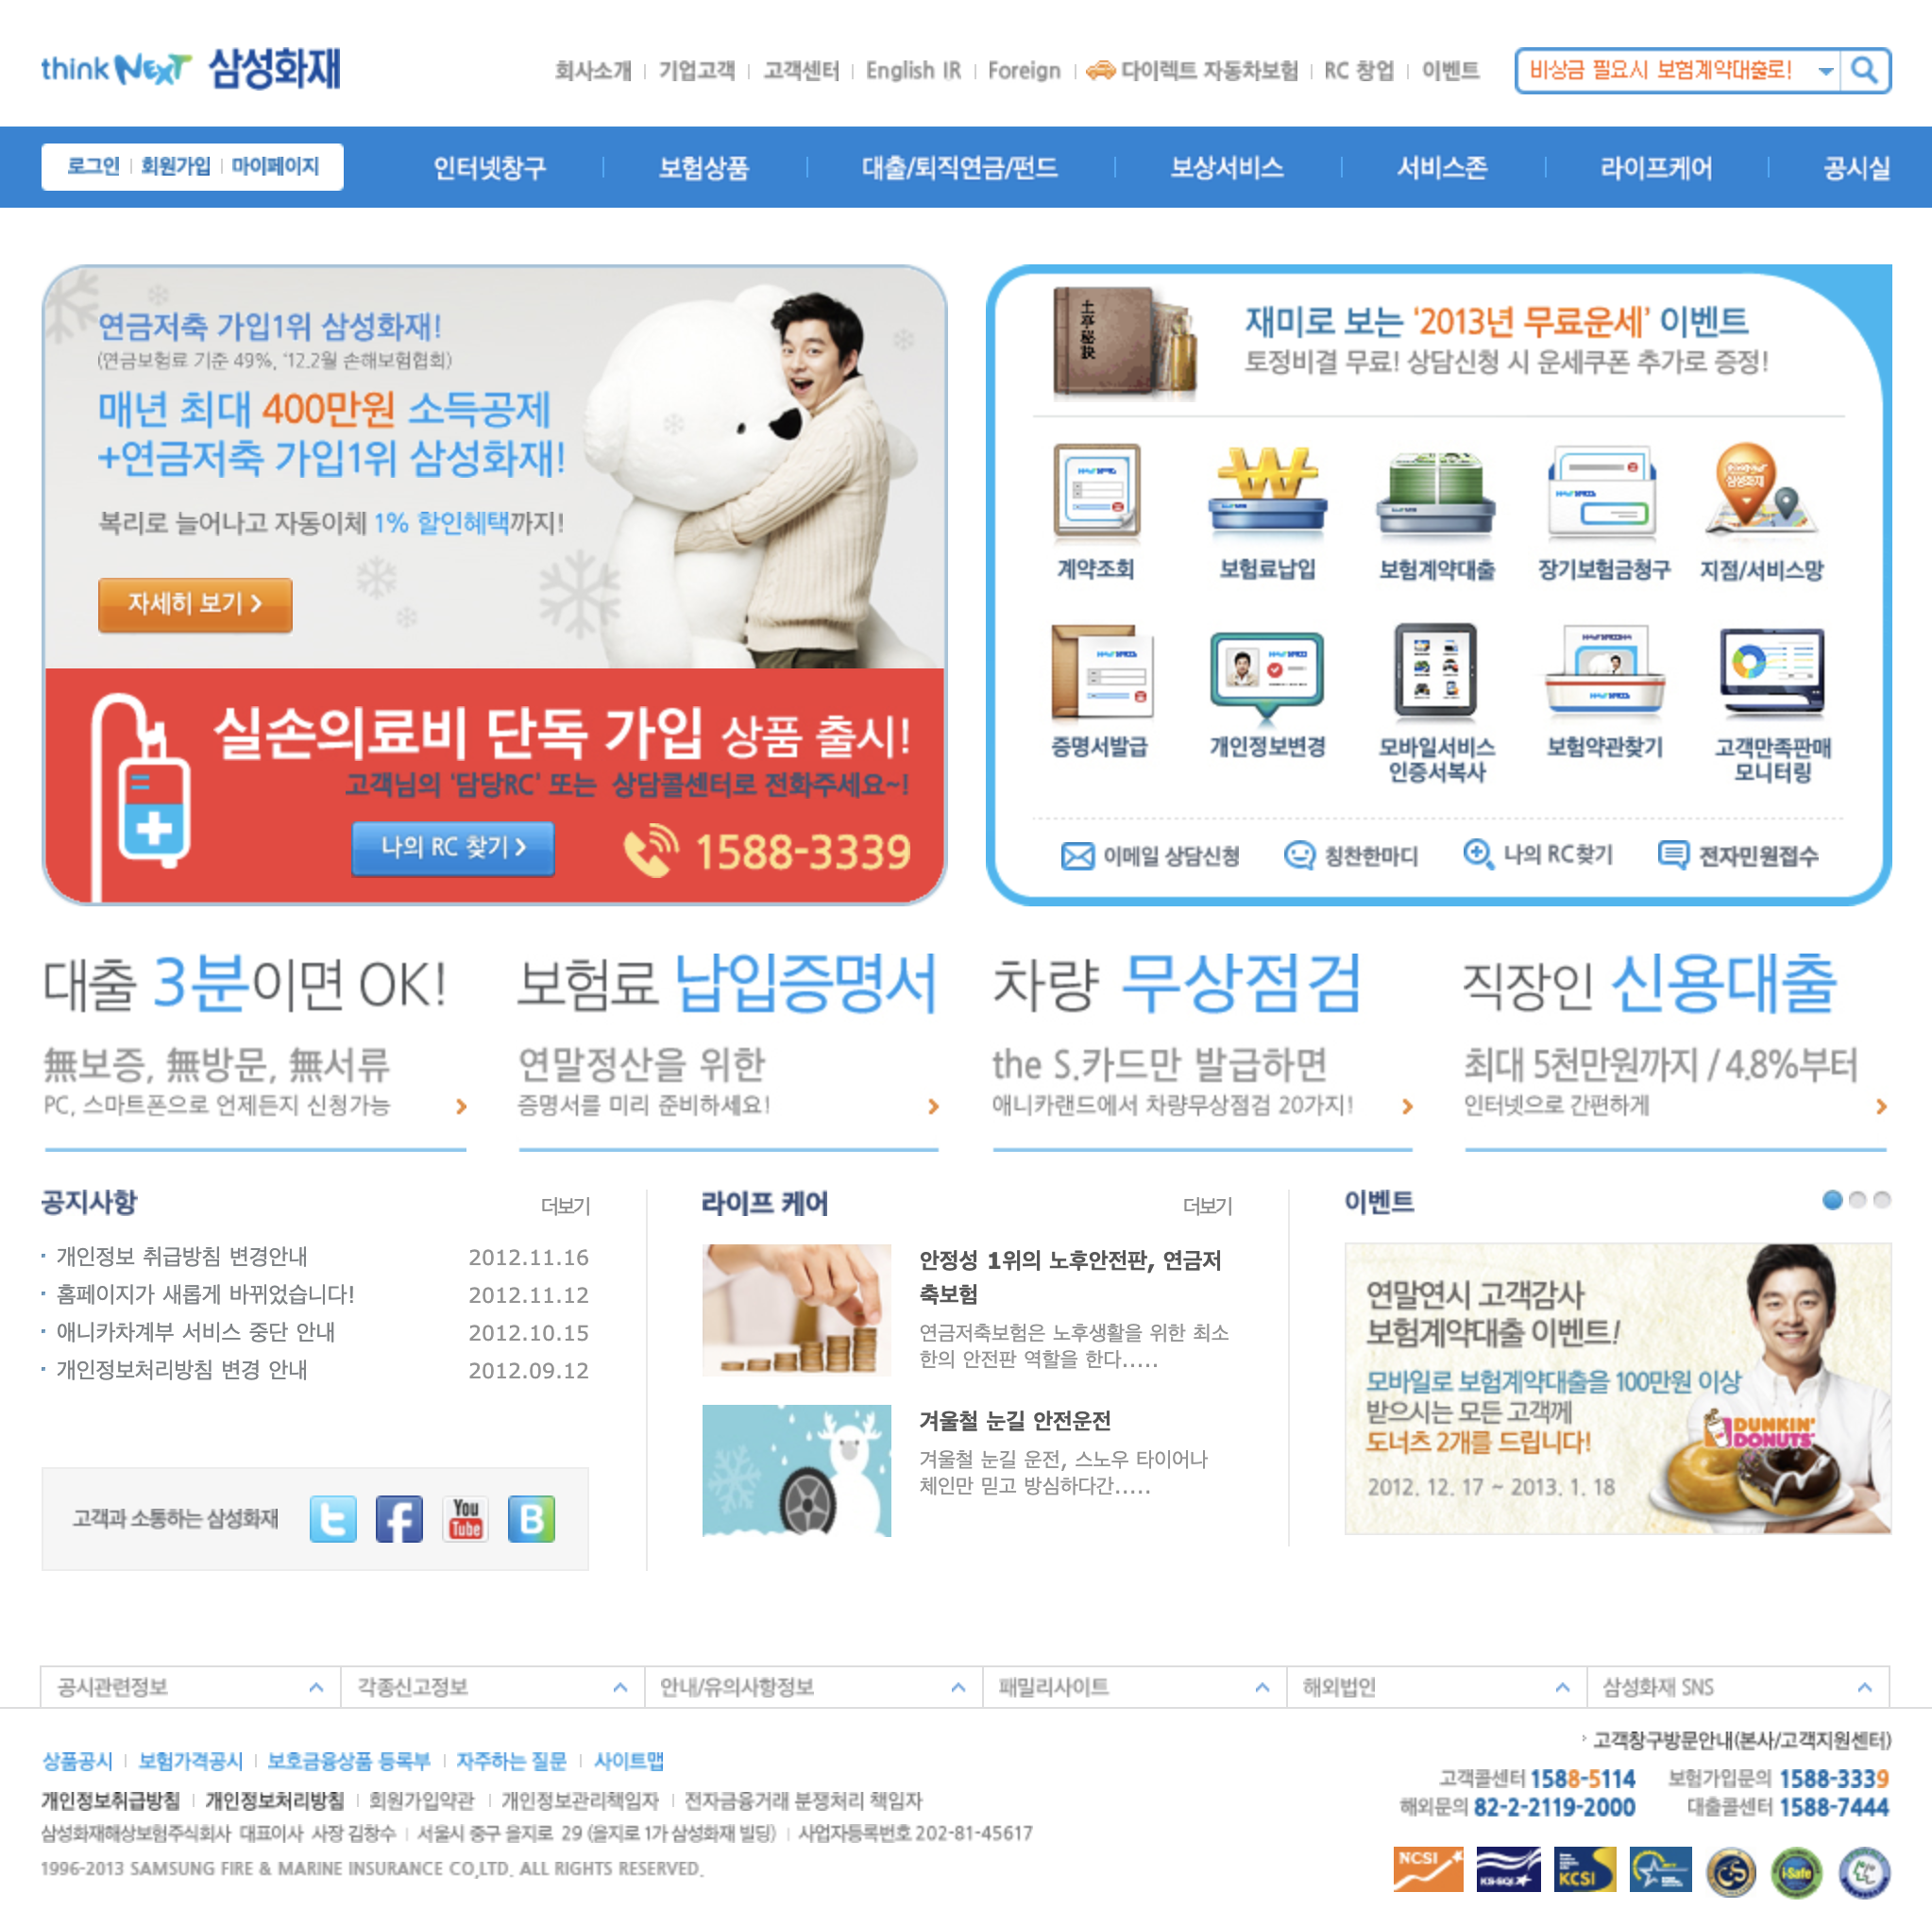 think NEXT 삼성화재
회사소개 기업고객 고객센터 English IR Foreign 다이렉트 자동차보험 RC 창업 이벤트
비상금 필요시 보험계약대출로!
로그인 회원가입 마이페이지
인터넷창구 보험상품 대출/퇴직연금/펀드 보상서비스 서비스존 라이프케어 공시실
연금저축 가입1위 삼성화재!
(연금보험료 기준 49%, ‘12.2월 손해보험협회)
매년 최대 400만원 소득공제
+연금저축 가입1위 삼성화재!
복리로 늘어나고 자동이체 1% 할인혜택까지!
자세히 보기
실손의료비 단독 가입 상품 출시!
고객님의 ‘담당RC’ 또는 상담콜센터로 전화주세요~!
나의 RC 찾기
1588-3339
土亭秘訣
재미로 보는 ‘2013년 무료운세’ 이벤트
토정비결 무료! 상담신청 시 운세쿠폰 추가로 증정!
삼성화재
계약조회 보험료납입 보험계약대출 장기보험금청구 지점/서비스망
증명서발급 개인정보변경 모바일서비스 인증서복사 보험약관찾기 고객만족판매 모니터링
이메일 상담신청 칭찬한마디 나의 RC찾기 전자민원접수
대출 3분이면 OK!
無보증, 無방문, 無서류
PC, 스마트폰으로 언제든지 신청가능
보험료 납입증명서
연말정산을 위한
증명서를 미리 준비하세요!
차량 무상점검
the S.카드만 발급하면
애니카랜드에서 차량무상점검 20가지!
직장인 신용대출
최대 5천만원까지 / 4.8%부터
인터넷으로 간편하게
공지사항 더보기
개인정보 취급방침 변경안내 2012.11.16
홈페이지가 새롭게 바뀌었습니다! 2012.11.12
애니카차계부 서비스 중단 안내 2012.10.15
개인정보처리방침 변경 안내 2012.09.12
고객과 소통하는 삼성화재
t f You Tube B
라이프 케어 더보기
안정성 1위의 노후안전판, 연금저
축보험
연금저축보험은 노후생활을 위한 최소
한의 안전판 역할을 한다.....
겨울철 눈길 안전운전
겨울철 눈길 운전, 스노우 타이어나
체인만 믿고 방심하다간.....
이벤트
연말연시 고객감사
보험계약대출 이벤트!
모바일로 보험계약대출을 100만원 이상
받으시는 모든 고객께
도너츠 2개를 드립니다!
2012. 12. 17 ~ 2013. 1. 18
DUNKIN'
DONUTS
공시관련정보 각종신고정보 안내/유의사항정보 패밀리사이트 해외법인 삼성화재 SNS
상품공시 보험가격공시 보호금융상품 등록부 자주하는 질문 사이트맵
개인정보취급방침 개인정보처리방침 회원가입약관 개인정보관리책임자 전자금융거래 분쟁처리 책임자
삼성화재해상보험주식회사 대표이사 사장 김창수 서울시 중구 을지로 29 (을지로 1가 삼성화재 빌딩) 사업자등록번호 202-81-45617
1996-2013 SAMSUNG FIRE & MARINE INSURANCE CO,LTD. ALL RIGHTS RESERVED.
고객창구방문안내(본사/고객지원센터)
고객콜센터 1588-5114 보험가입문의 1588-3339
해외문의 82-2-2119-2000 대출콜센터 1588-7444
NCSI KS-SQI KCSI CS i-Safe